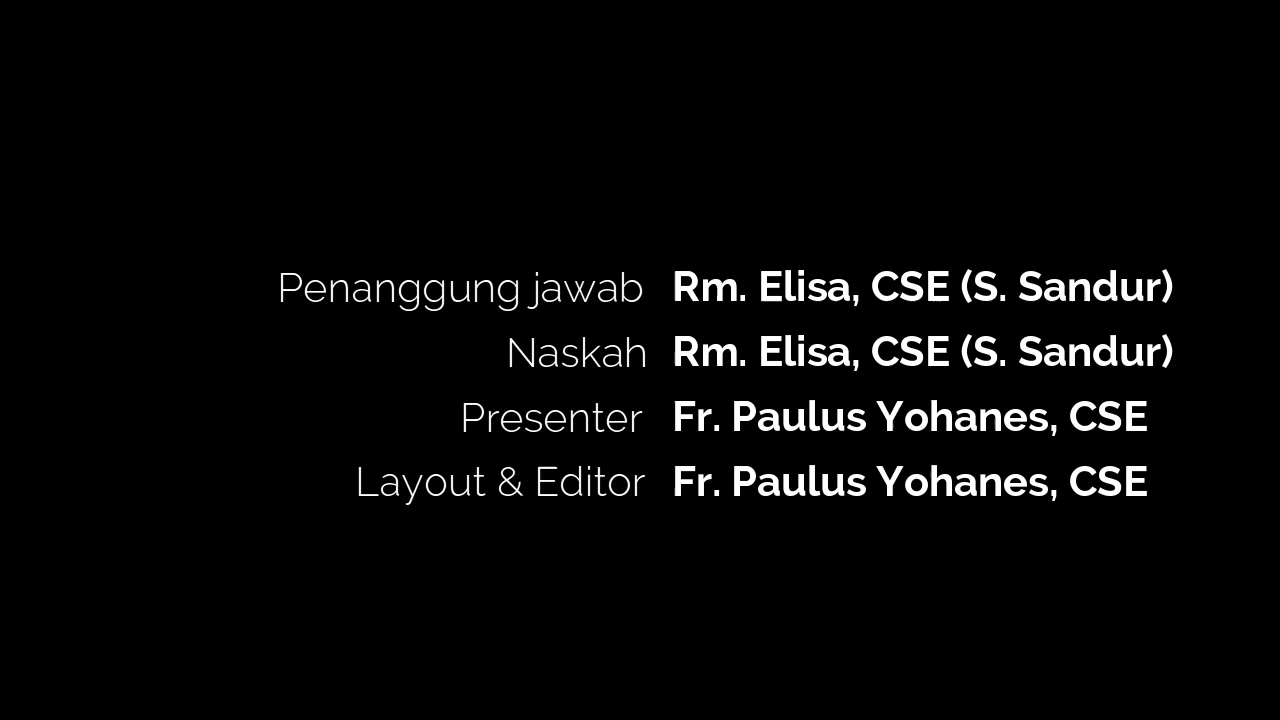 Penanggung jawab Rm. Elisa, CSE (S. Sandur)
Naskah Rm. Elisa, CSE (S. Sandur)
Presenter Fr. Paulus Yohanes, CSE
Layout & Editor Fr. Paulus Yohanes, CSE